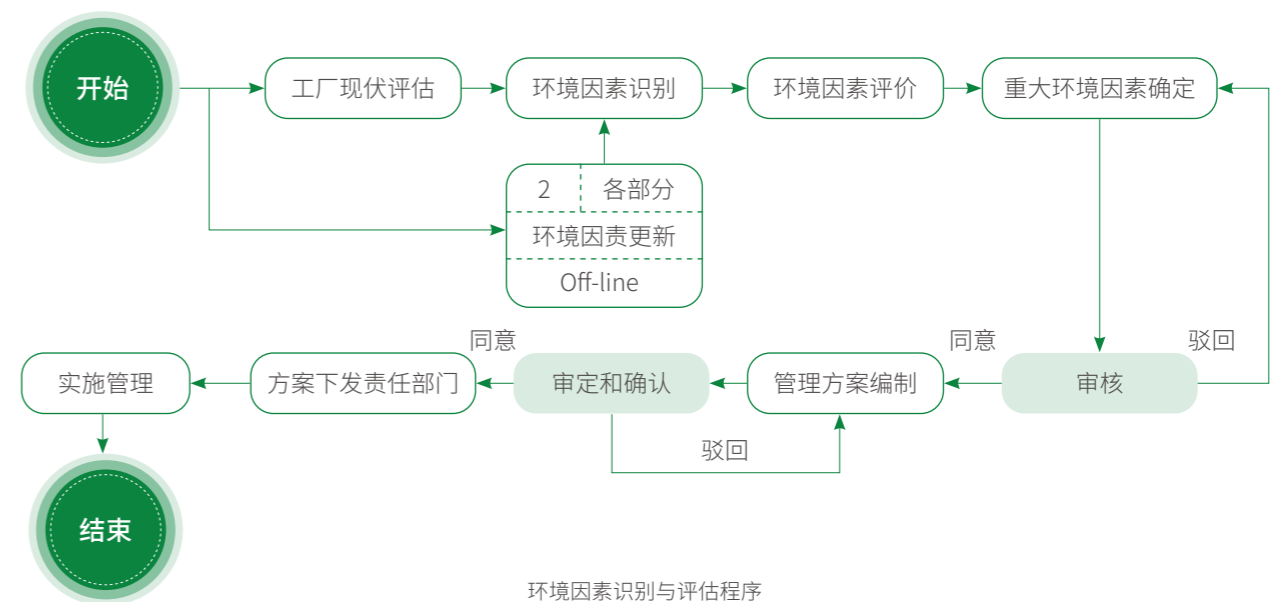 开始
工厂现伏评估
环境因素识别
环境因素评价
重大环境因素确定
2 各部分
环境因责更新
Off-line
同意
同意
驳回
实施管理
方案下发责任部门
审定和确认
管理方案编制
审核
驳回
结束
环境因素识别与评估程序